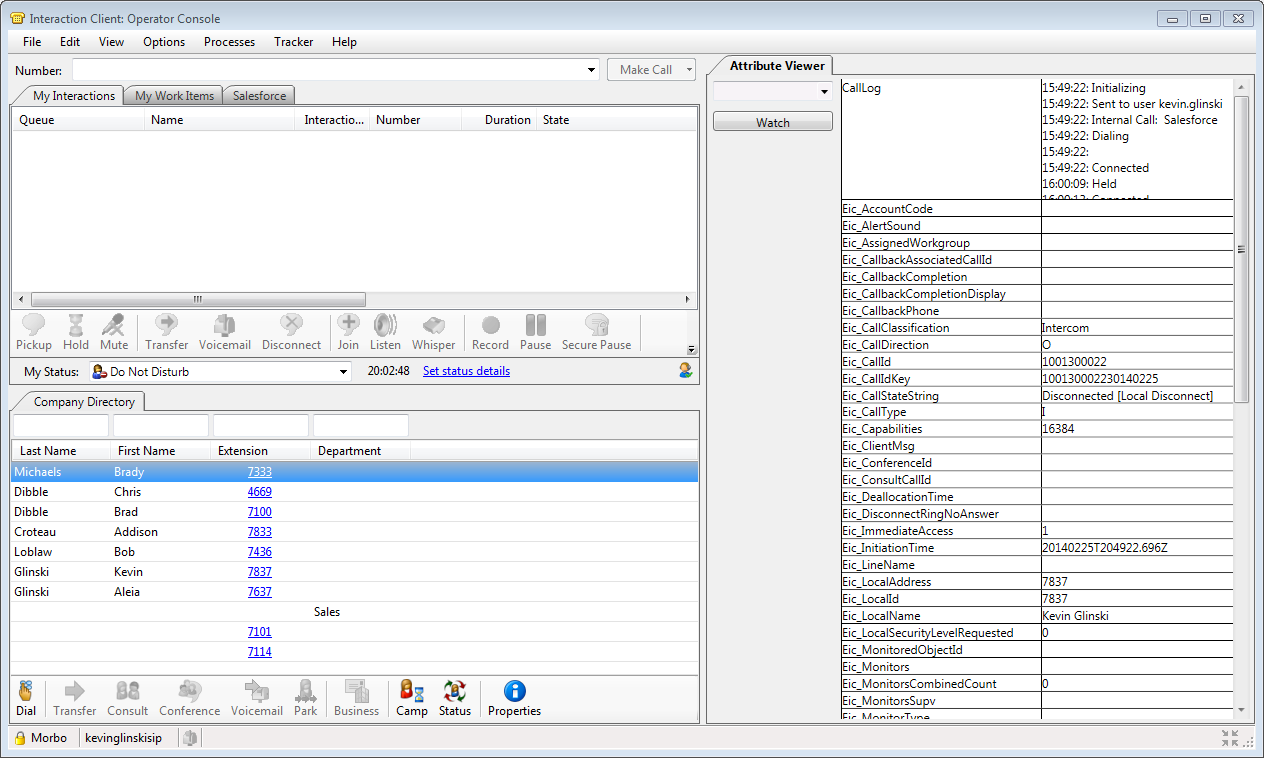 Interaction Client: Operator Console
File Edit View Options Processes Tracker Help
Number: Make Call
My Interactions My Work Items Salesforce
Queue Name Interactio... Number Duration State
Pickup Hold Mute Transfer Voicemail Disconnect Join Listen Whisper Record Pause Secure Pause
My Status: Do Not Disturb 20:02:48 Set status details
Company Directory
Last Name First Name Extension Department
Michaels Brady 7333
Dibble Chris 4669
Dibble Brad 7100
Croteau Addison 7833
Loblaw Bob 7436
Glinski Kevin 7837
Glinski Aleia 7637
Sales
7101
7114
Dial Transfer Consult Conference Voicemail Park Business Camp Status Properties
Attribute Viewer
Watch
CallLog 15:49:22: Initializing
15:49:22: Sent to user kevin.glinski
15:49:22: Internal Call: Salesforce
15:49:22: Dialing
15:49:22:
15:49:22: Connected
16:00:09: Held
16:00:13: Connected
Eic_AccountCode
Eic_AlertSound
Eic_AssignedWorkgroup
Eic_CallbackAssociatedCallId
Eic_CallbackCompletion
Eic_CallbackCompletionDisplay
Eic_CallbackPhone
Eic_CallClassification Intercom
Eic_CallDirection O
Eic_CallId 1001300022
Eic_CallIdKey 100130002230140225
Eic_CallStateString Disconnected [Local Disconnect]
Eic_CallType I
Eic_Capabilities 16384
Eic_ClientMsg
Eic_ConferenceId
Eic_ConsultCallId
Eic_DeallocationTime
Eic_DisconnectRingNoAnswer
Eic_ImmediateAccess 1
Eic_InitiationTime 20140225T204922.696Z
Eic_LineName
Eic_LocalAddress 7837
Eic_LocalId 7837
Eic_LocalName Kevin Glinski
Eic_LocalSecurityLevelRequested 0
Eic_MonitoredObjectId
Eic_Monitors
Eic_MonitorsCombinedCount 0
Eic_MonitorsSupv
Eic_MonitorType
Morbo kevinglinskisip